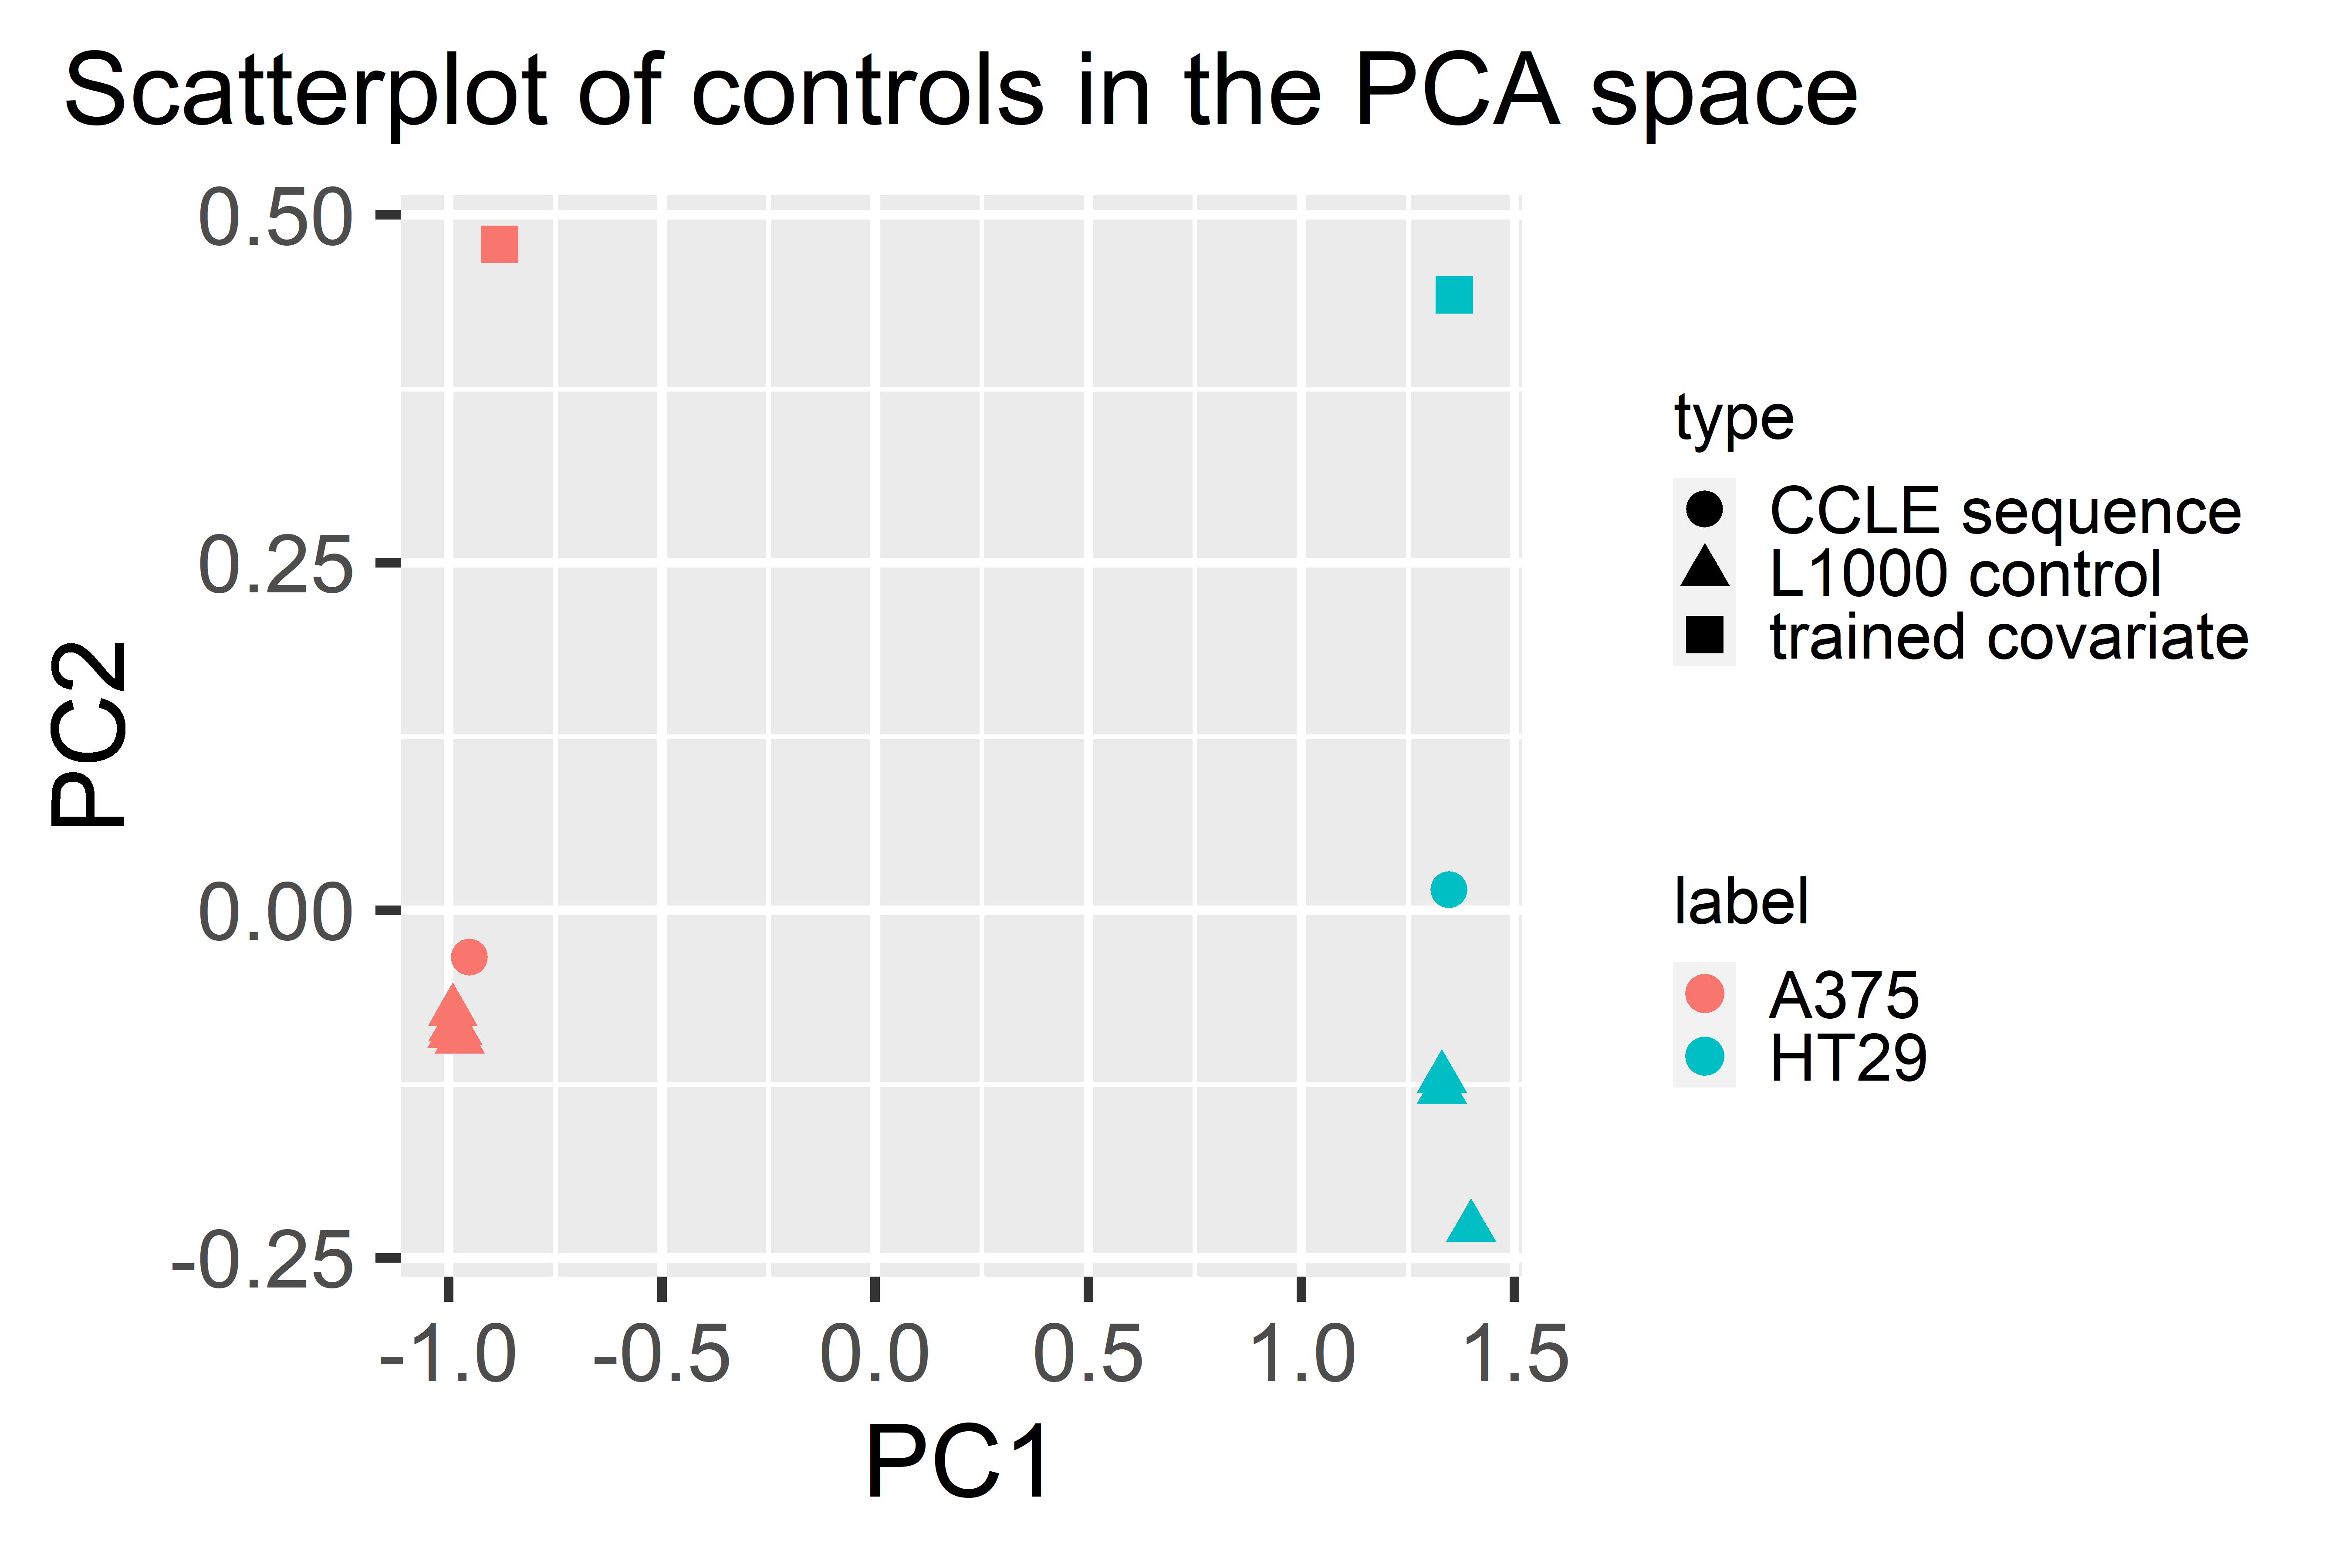 Scatterplot of controls in the PCA space
PC2
0.50
0.25
0.00
-0.25
-1.0 -0.5 0.0 0.5 1.0 1.5
PC1
type
CCLE sequence
L1000 control
trained covariate
label
A375
HT29